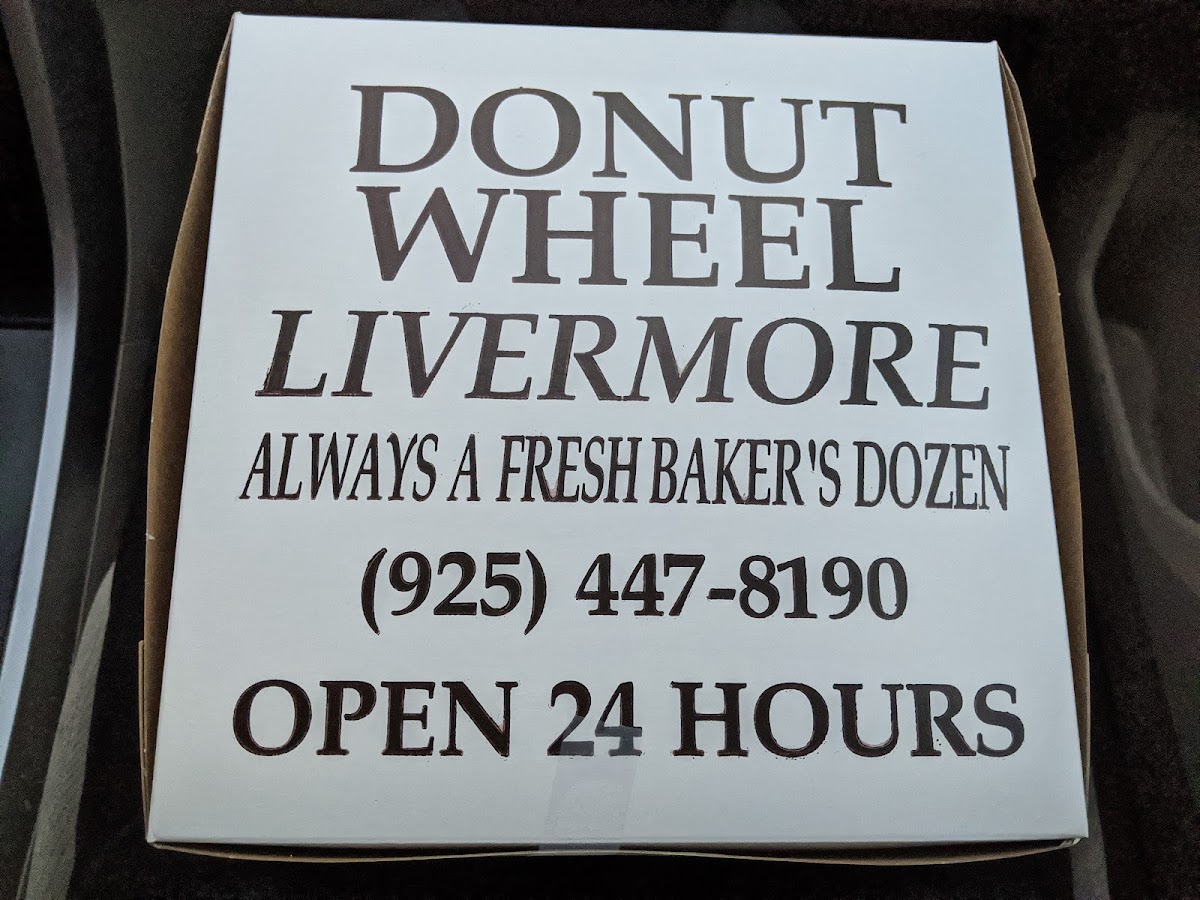 DONUT
WHEEL
LIVERMORE
ALWAYS A FRESH BAKER'S DOZEN
(925) 447-8190
OPEN 24 HOURS